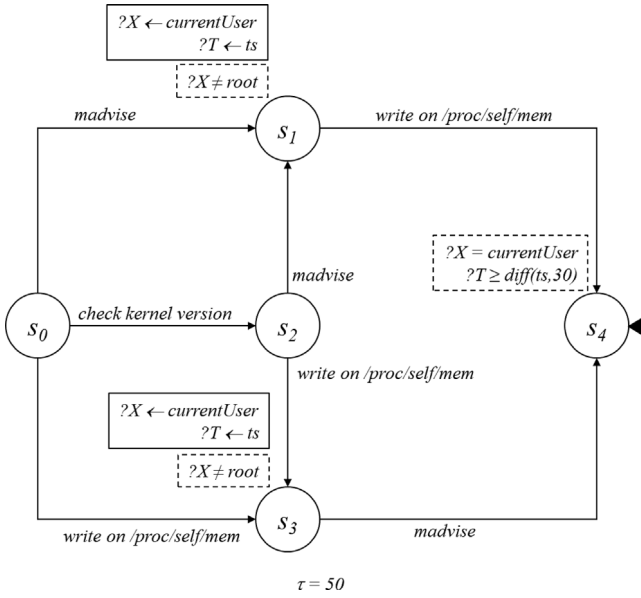 ?X ← currentUser
?T ← ts
?X ≠ root
madvise
s1
write on /proc/self/mem
?X = currentUser
?T ≥ diff(ts,30)
madvise
s0
check kernel version
s2
s4
write on /proc/self/mem
?X ← currentUser
?T ← ts
?X ≠ root
s3
write on /proc/self/mem
madvise
τ = 50